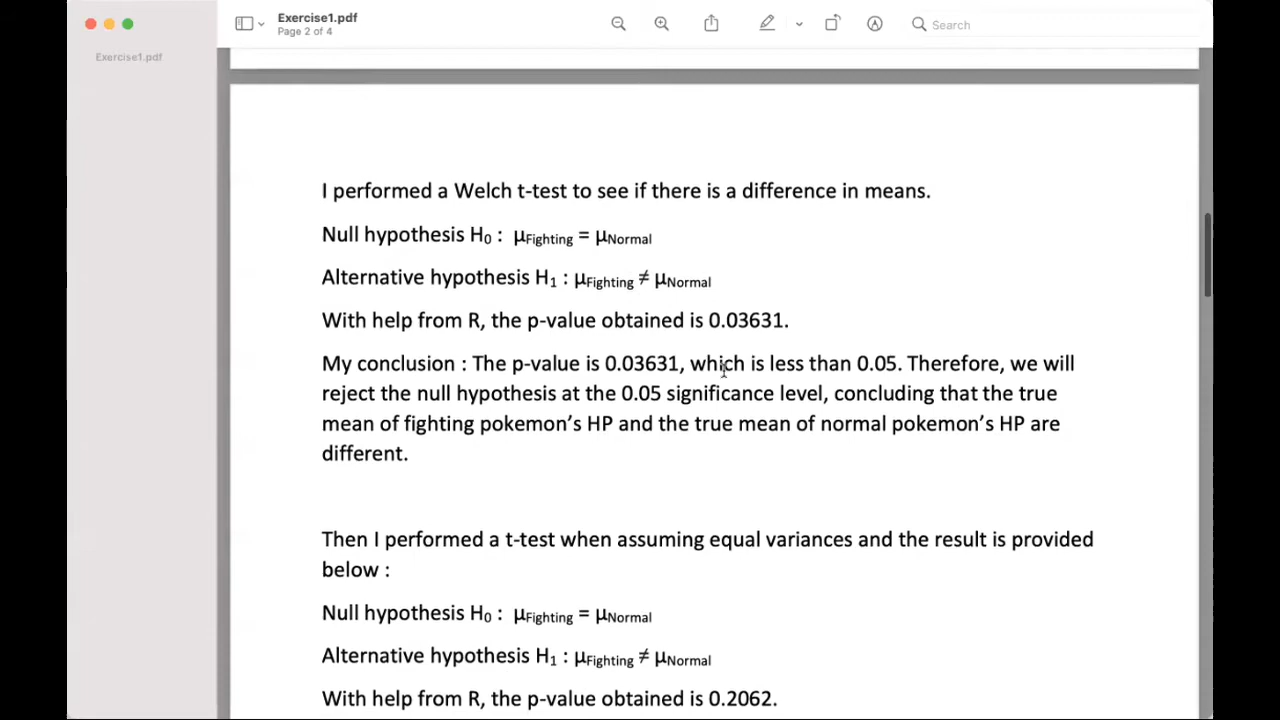 Exercise1.pdf
Page 2 of 4
Search
Exercise1.pdf
I performed a Welch t-test to see if there is a difference in means.
Null hypothesis H₀ : μFighting = μNormal
Alternative hypothesis H₁ : μFighting ≠ μNormal
With help from R, the p-value obtained is 0.03631.
My conclusion : The p-value is 0.03631, which is less than 0.05. Therefore, we will
reject the null hypothesis at the 0.05 significance level, concluding that the true
mean of fighting pokemon’s HP and the true mean of normal pokemon’s HP are
different.
Then I performed a t-test when assuming equal variances and the result is provided
below :
Null hypothesis H₀ : μFighting = μNormal
Alternative hypothesis H₁ : μFighting ≠ μNormal
With help from R, the p-value obtained is 0.2062.